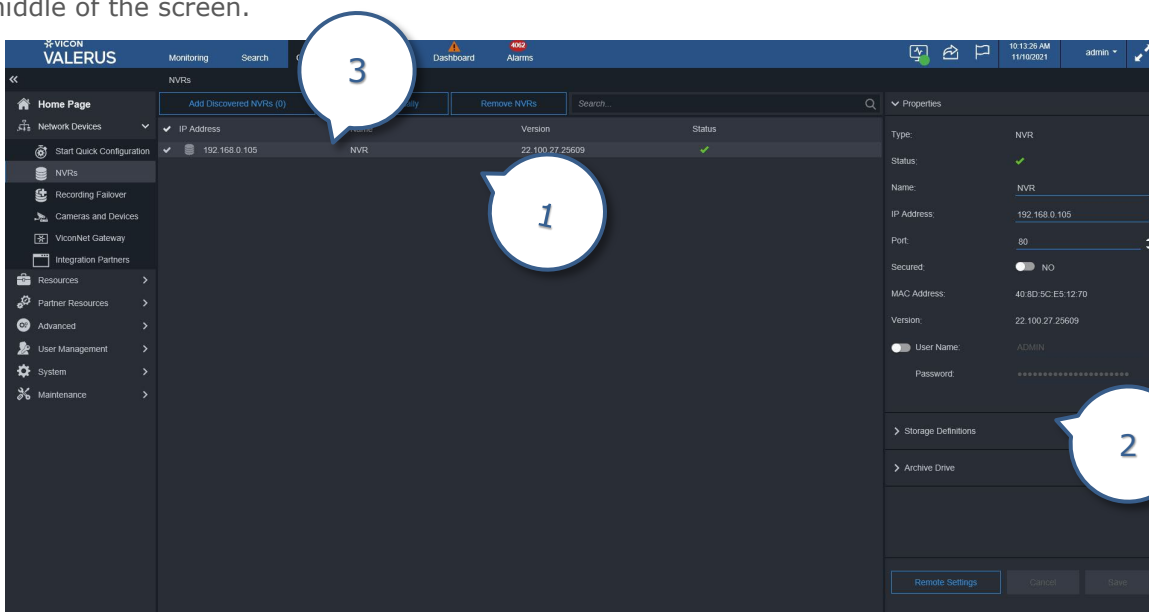 middle of the screen.
VICON
VALERUS
Monitoring Search Dashboard 4062 Alarms
10:13:26 AM
11/10/2021
admin
NVRs
Home Page
Network Devices
Start Quick Configuration
NVRs
Recording Failover
Cameras and Devices
ViconNet Gateway
Integration Partners
Resources
Partner Resources
Advanced
User Management
System
Maintenance
Add Discovered NVRs (0) Remove NVRs Search...
IP Address Name Version Status
192.168.0.105 NVR 22.100.27.25609
3
1
2
Properties
Type: NVR
Status:
Name: NVR
IP Address: 192.168.0.105
Port: 80
Secured: NO
MAC Address: 40:8D:5C:E5:12:70
Version: 22.100.27.25609
User Name: ADMIN
Password:
Storage Definitions
Archive Drive
Remote Settings Cancel Save